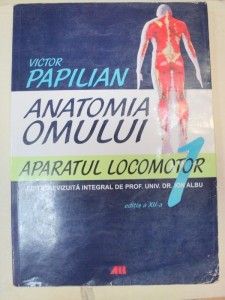 VICTOR
PAPILIAN
ANATOMIA
OMULUI
APARATUL LOCOMOTOR
1
EDIȚIE REVIZUITĂ INTEGRAL DE PROF. UNIV. DR. ION ALBU
ediția a XII-a
ALL